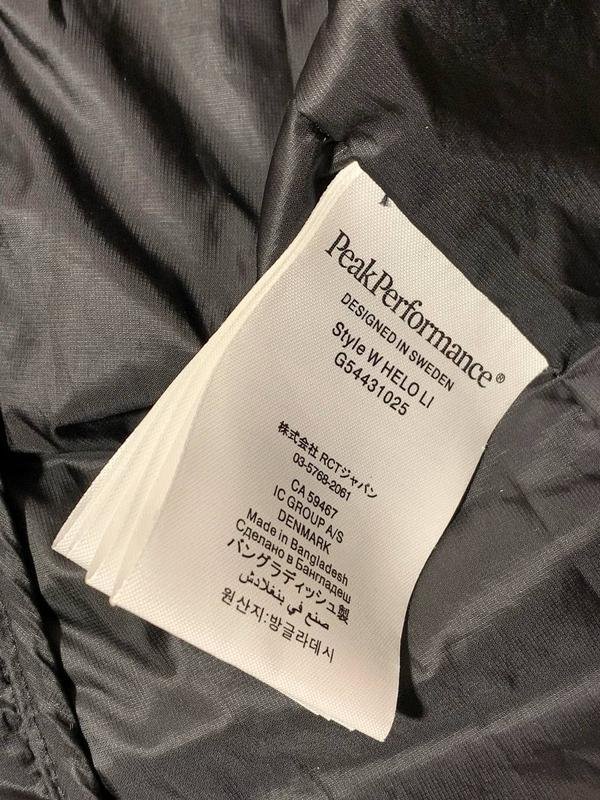 PeakPerformance®
DESIGNED IN SWEDEN
Style W HELO LI
G54431025
株式会社 RCTジャパン
03-5768-2061
CA 59467
IC GROUP A/S
DENMARK
Made in Bangladesh
Сделано в Бангладеш
バングラディッシュ製
صنع في بنغلادش
원산지:방글라데시